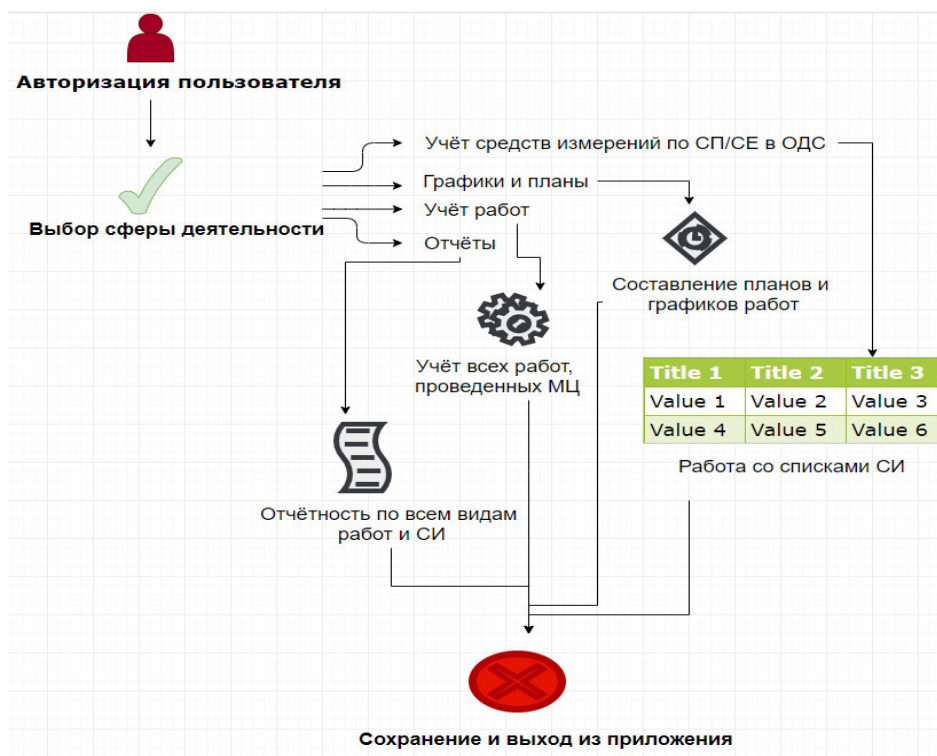 Авторизация пользователя
Учёт средств измерений по СП/СЕ в ОДС
Графики и планы
Выбор сферы деятельности
Учёт работ
Отчёты
Составление планов и
графиков работ
Учёт всех работ,
проведенных МЦ
Title 1 Title 2 Title 3
Value 1 Value 2 Value 3
Value 4 Value 5 Value 6
Работа со списками СИ
Отчётность по всем видам
работ и СИ
Сохранение и выход из приложения